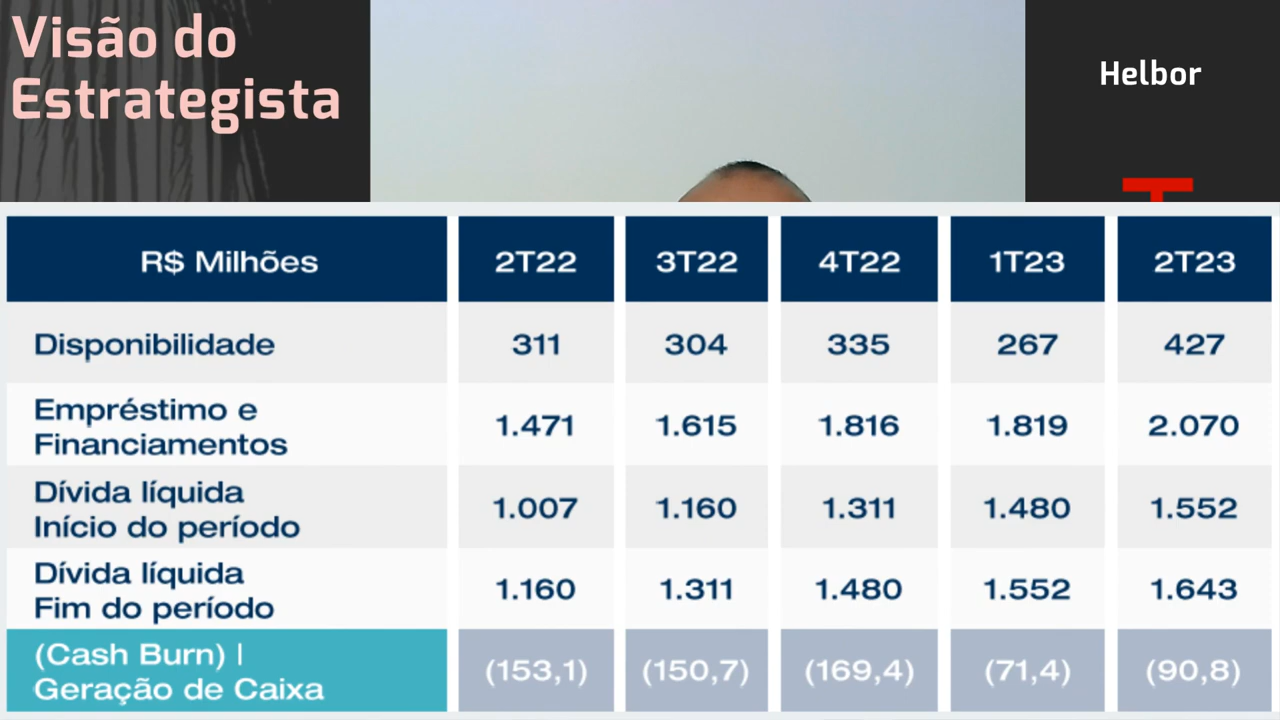 Visão do
Estrategista
Helbor
R$ Milhões 2T22 3T22 4T22 1T23 2T23
Disponibilidade 311 304 335 267 427
Empréstimo e
Financiamentos 1.471 1.615 1.816 1.819 2.070
Dívida líquida
Início do período 1.007 1.160 1.311 1.480 1.552
Dívida líquida
Fim do período 1.160 1.311 1.480 1.552 1.643
(Cash Burn) |
Geração de Caixa (153,1) (150,7) (169,4) (71,4) (90,8)